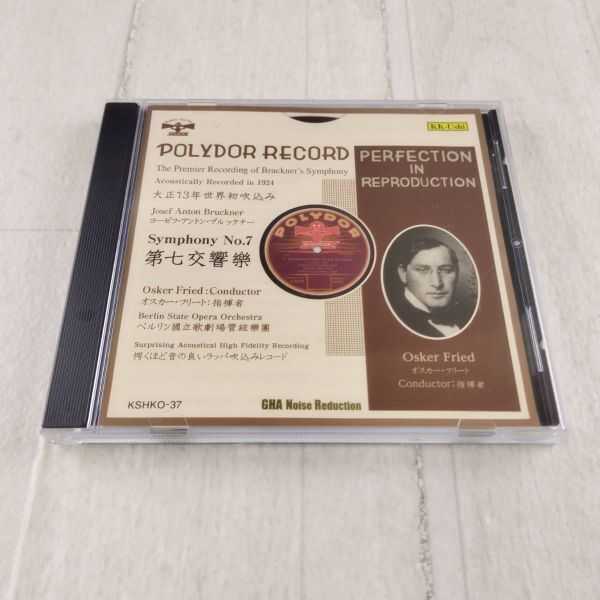 KK-Ushi
POLYDOR RECORD
The Premier Recording of Bruckner's Symphony
Acoustically Recorded in 1924
大正13年世界初吹込み
Josef Anton Bruckner
ヨーゼフ・アントン・ブルックナー
Symphony No.7
第七交響樂
Osker Fried : Conductor
オスカー・フリート : 指揮者
Berlin State Opera Orchestra
ベルリン國立歌劇場管絃樂團
Surprising Acoustical High Fidelity Recording
愕くほど音の良いラッパ吹込みレコード
KSHKO-37
GHA Noise Reduction
POLYDOR
PERFECTION
IN
REPRODUCTION
Osker Fried
オスカー・フリート
Conductor : 指揮者